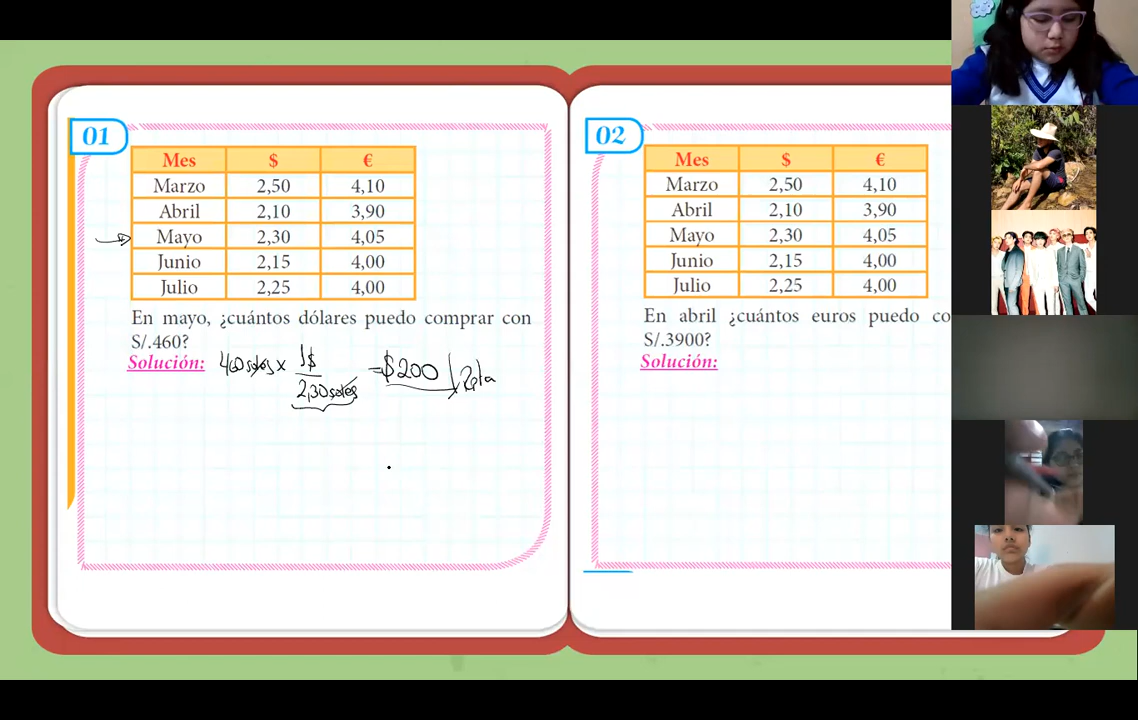 01
Mes $ €
Marzo 2,50 4,10
Abril 2,10 3,90
Mayo 2,30 4,05
Junio 2,15 4,00
Julio 2,25 4,00
En mayo, ¿cuántos dólares puedo comprar con
S/.460?
Solución: 460 soles x 1$ / 2,30 soles = $200 Rpta
02
Mes $ €
Marzo 2,50 4,10
Abril 2,10 3,90
Mayo 2,30 4,05
Junio 2,15 4,00
Julio 2,25 4,00
En abril ¿cuántos euros puedo co
S/.3900?
Solución: